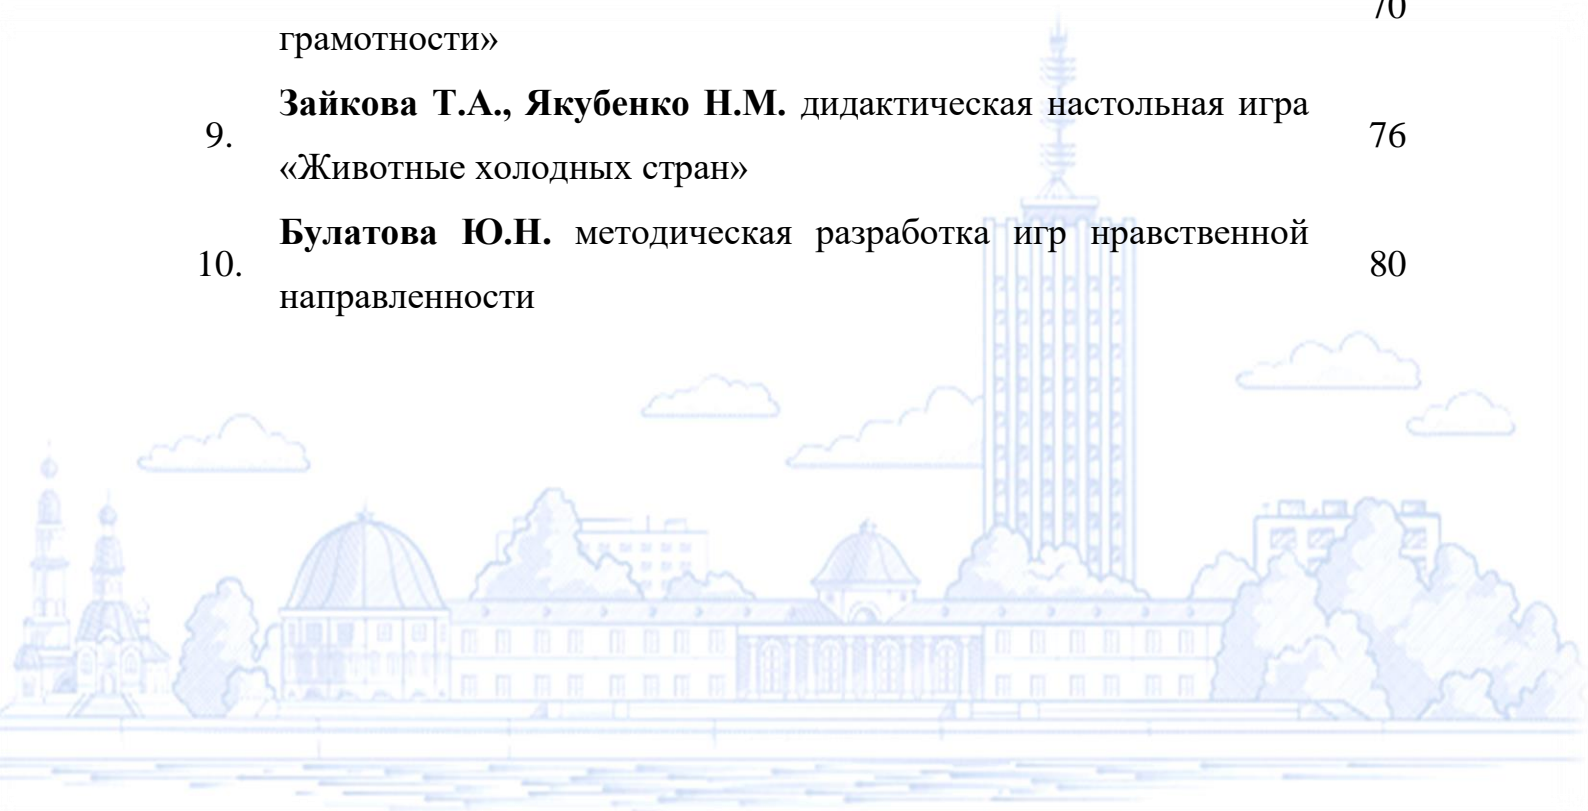 70
грамотности»
Зайкова Т.А., Якубенко Н.М. дидактическая настольная игра
9.
76
«Животные холодных стран»
Булатова Ю.Н. методическая разработка игр нравственной
10.
80
направленности